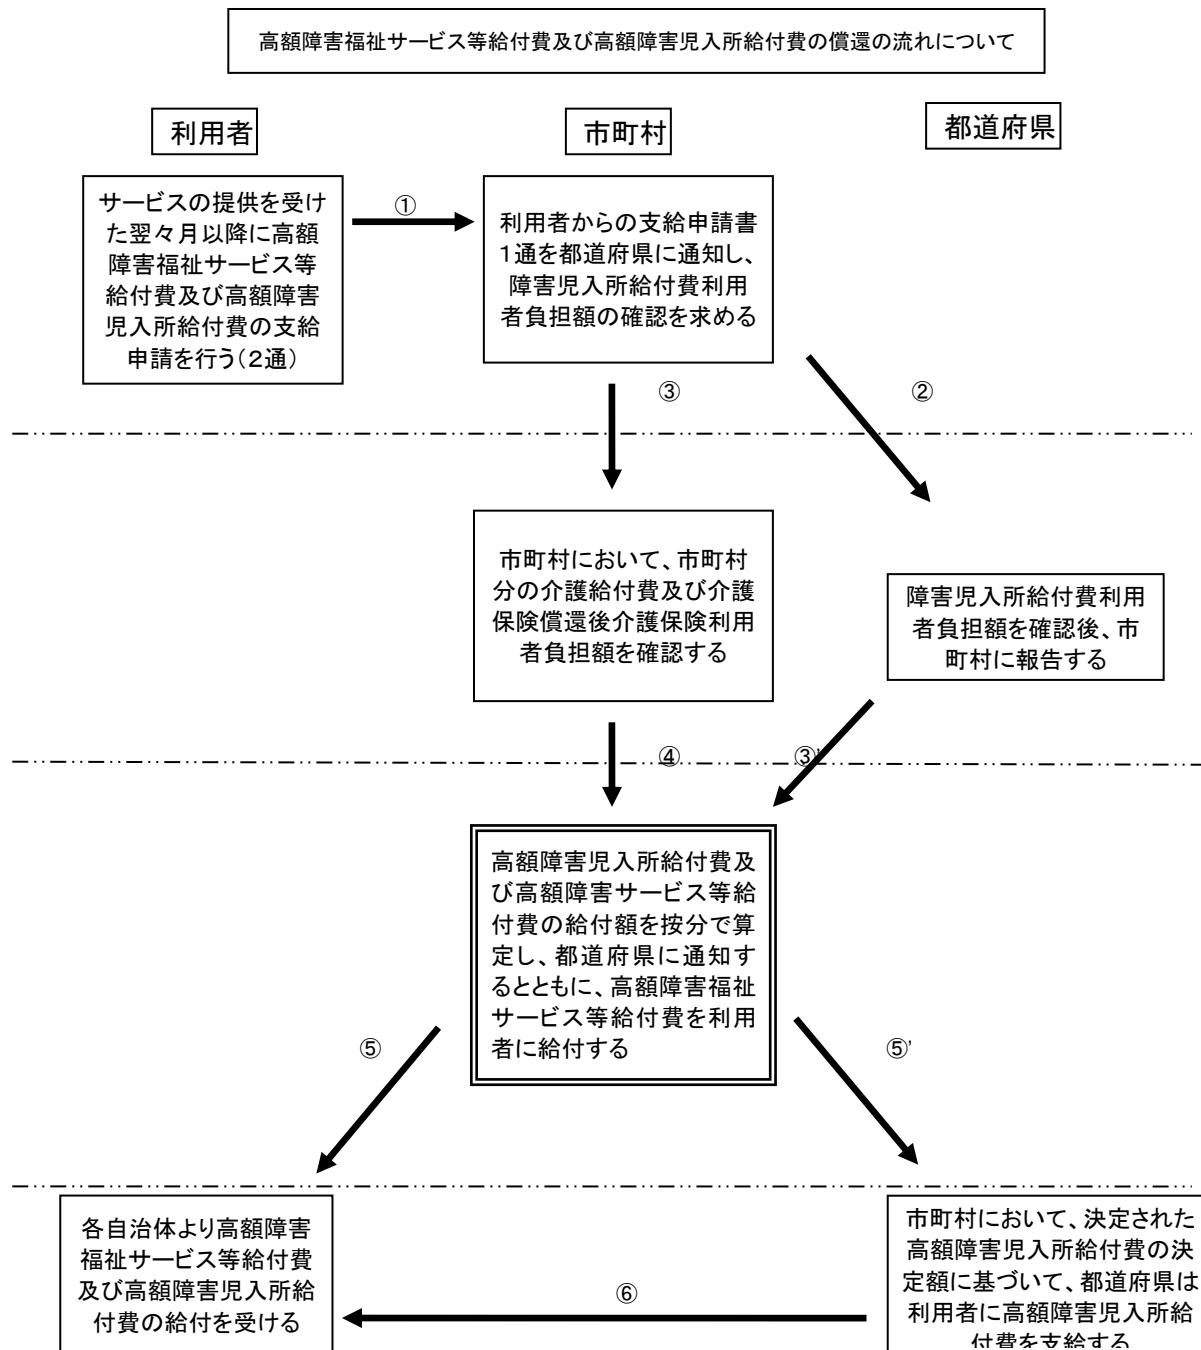 高額障害福祉サービス等給付費及び高額障害児入所給付費の償還の流れについて
利用者
市町村
都道府県
サービスの提供を受け
た翌々月以降に高額
障害福祉サービス等
給付費及び高額障害
児入所給付費の支給
申請を行う(2通)
①
利用者からの支給申請書
1通を都道府県に通知し、
障害児入所給付費利用
者負担額の確認を求める
③
②
市町村において、市町村
分の介護給付費及び介護
保険償還後介護保険利用
者負担額を確認する
障害児入所給付費利用
者負担額を確認後、市
町村に報告する
④
③'
高額障害児入所給付費及
び高額障害サービス等給
付費の給付額を按分で算
定し、都道府県に通知す
るとともに、高額障害福祉
サービス等給付費を利用
者に給付する
⑤
⑤'
各自治体より高額障害
福祉サービス等給付費
及び高額障害児入所給
付費の給付を受ける
⑥
市町村において、決定された
高額障害児入所給付費の決
定額に基づいて、都道府県は
利用者に高額障害児入所給
付費を支給する